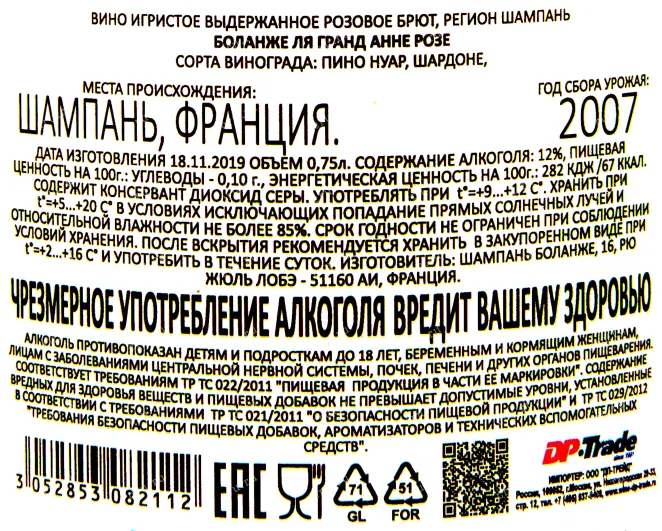 ВИНО ИГРИСТОЕ ВЫДЕРЖАННОЕ РОЗОВОЕ БРЮТ, РЕГИОН ШАМПАНЬ
БОЛАНЖЕ ЛЯ ГРАНД АННЕ РОЗЕ
СОРТА ВИНОГРАДА: ПИНО НУАР, ШАРДОНЕ,
МЕСТА ПРОИСХОЖДЕНИЯ:
ШАМПАНЬ, ФРАНЦИЯ.
ГОД СБОРА УРОЖАЯ:
2007
ДАТА ИЗГОТОВЛЕНИЯ 18.11.2019 ОБЪЕМ 0,75л. СОДЕРЖАНИЕ АЛКОГОЛЯ: 12%, ПИЩЕВАЯ
ЦЕННОСТЬ НА 100г.: УГЛЕВОДЫ - 0,10 г., ЭНЕРГЕТИЧЕСКАЯ ЦЕННОСТЬ НА 100г.: 282 КДЖ /67 ККАЛ.
СОДЕРЖИТ КОНСЕРВАНТ ДИОКСИД СЕРЫ. УПОТРЕБЛЯТЬ ПРИ t°=+9...+12 С°. ХРАНИТЬ ПРИ
t°=+5...+20 С° В УСЛОВИЯХ ИСКЛЮЧАЮЩИХ ПОПАДАНИЕ ПРЯМЫХ СОЛНЕЧНЫХ ЛУЧЕЙ И
ОТНОСИТЕЛЬНОЙ ВЛАЖНОСТИ НЕ БОЛЕЕ 85%. СРОК ГОДНОСТИ НЕ ОГРАНИЧЕН ПРИ СОБЛЮДЕНИИ
УСЛОВИЙ ХРАНЕНИЯ. ПОСЛЕ ВСКРЫТИЯ РЕКОМЕНДУЕТСЯ ХРАНИТЬ В ЗАКУПОРЕННОМ ВИДЕ ПРИ
t°=+2...+16 С° И УПОТРЕБИТЬ В ТЕЧЕНИЕ СУТОК. ИЗГОТОВИТЕЛЬ: ШАМПАНЬ БОЛАНЖЕ, 16, РЮ
ЖЮЛЬ ЛОБЭ - 51160 АИ, ФРАНЦИЯ.
ЧРЕЗМЕРНОЕ УПОТРЕБЛЕНИЕ АЛКОГОЛЯ ВРЕДИТ ВАШЕМУ ЗДОРОВЬЮ
АЛКОГОЛЬ ПРОТИВОПОКАЗАН ДЕТЯМ И ПОДРОСТКАМ ДО 18 ЛЕТ, БЕРЕМЕННЫМ И КОРМЯЩИМ ЖЕНЩИНАМ,
ЛИЦАМ С ЗАБОЛЕВАНИЯМИ ЦЕНТРАЛЬНОЙ НЕРВНОЙ СИСТЕМЫ, ПОЧЕК, ПЕЧЕНИ И ДРУГИХ ОРГАНОВ ПИЩЕВАРЕНИЯ.
СООТВЕТСТВУЕТ ТРЕБОВАНИЯМ ТР ТС 022/2011 "ПИЩЕВАЯ ПРОДУКЦИЯ В ЧАСТИ ЕЕ МАРКИРОВКИ". СОДЕРЖАНИЕ
ВРЕДНЫХ ДЛЯ ЗДОРОВЬЯ ВЕЩЕСТВ И ПИЩЕВЫХ ДОБАВОК НЕ ПРЕВЫШАЕТ ДОПУСТИМЫЕ УРОВНИ, УСТАНОВЛЕННЫЕ
В СООТВЕТСТВИИ С ТРЕБОВАНИЯМИ ТР ТС 021/2011 "О БЕЗОПАСНОСТИ ПИЩЕВОЙ ПРОДУКЦИИ" И ТР ТС 029/2012
"ТРЕБОВАНИЯ БЕЗОПАСНОСТИ ПИЩЕВЫХ ДОБАВОК, АРОМАТИЗАТОРОВ И ТЕХНИЧЕСКИХ ВСПОМОГАТЕЛЬНЫХ
СРЕДСТВ".
3 052853 082112
EAC
71
GL
51
FOR
DP-Trade
ИМПОРТЕР: ООО "ДП-ТРЕЙД"
Россия, г.Москва,
стр. 12,